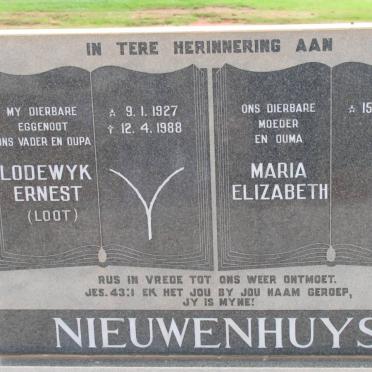 IN TERE HERINNERING AAN
MY DIERBARE
EGGENOOT
ONS VADER EN OUPA
LODEWYK
ERNEST
(LOOT)
9.1.1927
† 12.4.1988
ONS DIERBARE
MOEDER
EN OUMA
MARIA
ELIZABETH
15
RUS IN VREDE TOT ONS WEER ONTMOET.
JES. 43:1 EK HET JOU BY JOU NAAM GEROEP,
JY IS MYNE!
NIEUWENHUYS